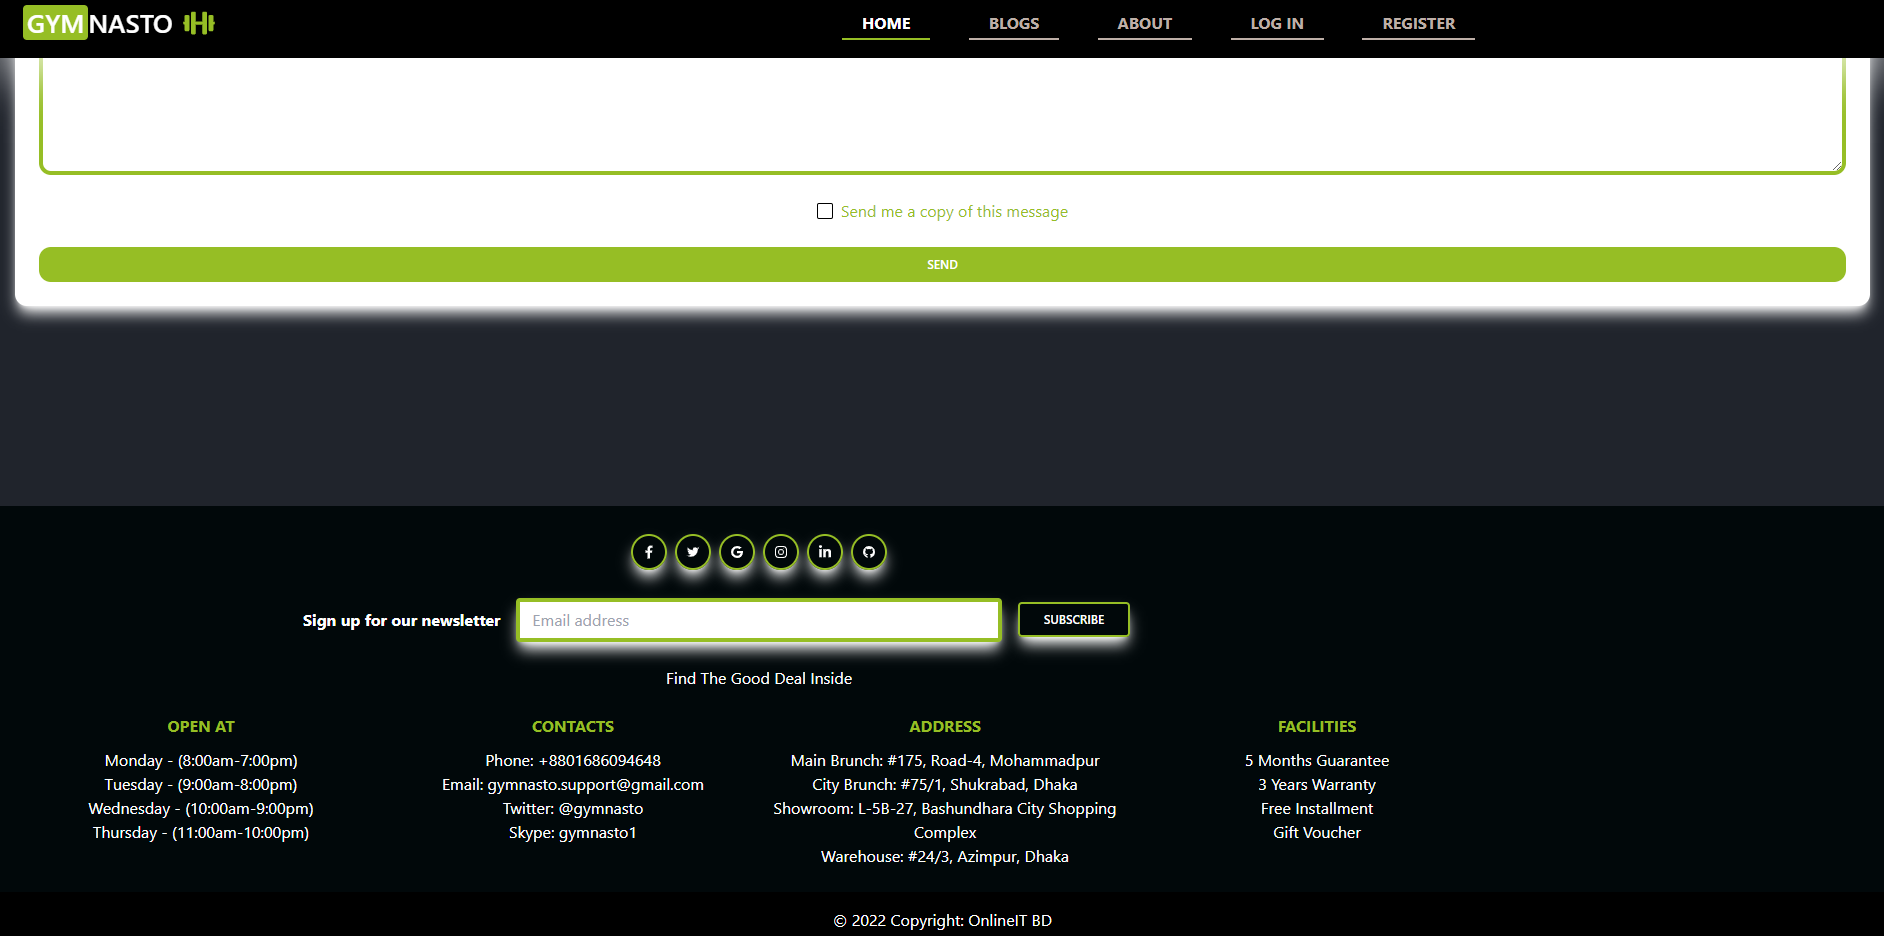 GYMNASTO
HOME
BLOGS
ABOUT
LOG IN
REGISTER
Send me a copy of this message
SEND
Sign up for our newsletter
Email address
SUBSCRIBE
Find The Good Deal Inside
OPEN AT
Monday - (8:00am-7:00pm)
Tuesday - (9:00am-8:00pm)
Wednesday - (10:00am-9:00pm)
Thursday - (11:00am-10:00pm)
CONTACTS
Phone: +8801686094648
Email: gymnasto.support@gmail.com
Twitter: @gymnasto
Skype: gymnasto1
ADDRESS
Main Brunch: #175, Road-4, Mohammadpur
City Brunch: #75/1, Shukrabad, Dhaka
Showroom: L-5B-27, Bashundhara City Shopping
Complex
Warehouse: #24/3, Azimpur, Dhaka
FACILITIES
5 Months Guarantee
3 Years Warranty
Free Installment
Gift Voucher
© 2022 Copyright: OnlineIT BD